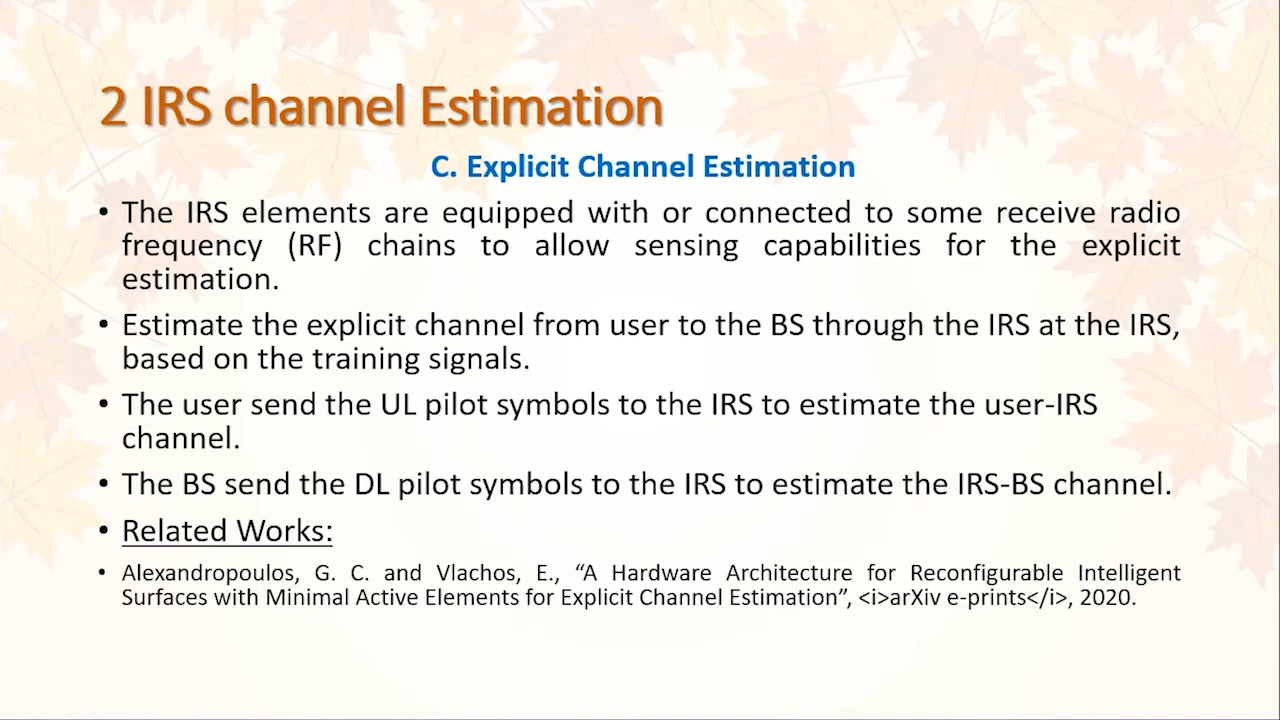 2 IRS channel Estimation
C. Explicit Channel Estimation
• The IRS elements are equipped with or connected to some receive radio
frequency (RF) chains to allow sensing capabilities for the explicit
estimation.
• Estimate the explicit channel from user to the BS through the IRS at the IRS,
based on the training signals.
• The user send the UL pilot symbols to the IRS to estimate the user-IRS
channel.
• The BS send the DL pilot symbols to the IRS to estimate the IRS-BS channel.
• Related Works:
• Alexandropoulos, G. C. and Vlachos, E., “A Hardware Architecture for Reconfigurable Intelligent
Surfaces with Minimal Active Elements for Explicit Channel Estimation”, <i>arXiv e-prints</i>, 2020.